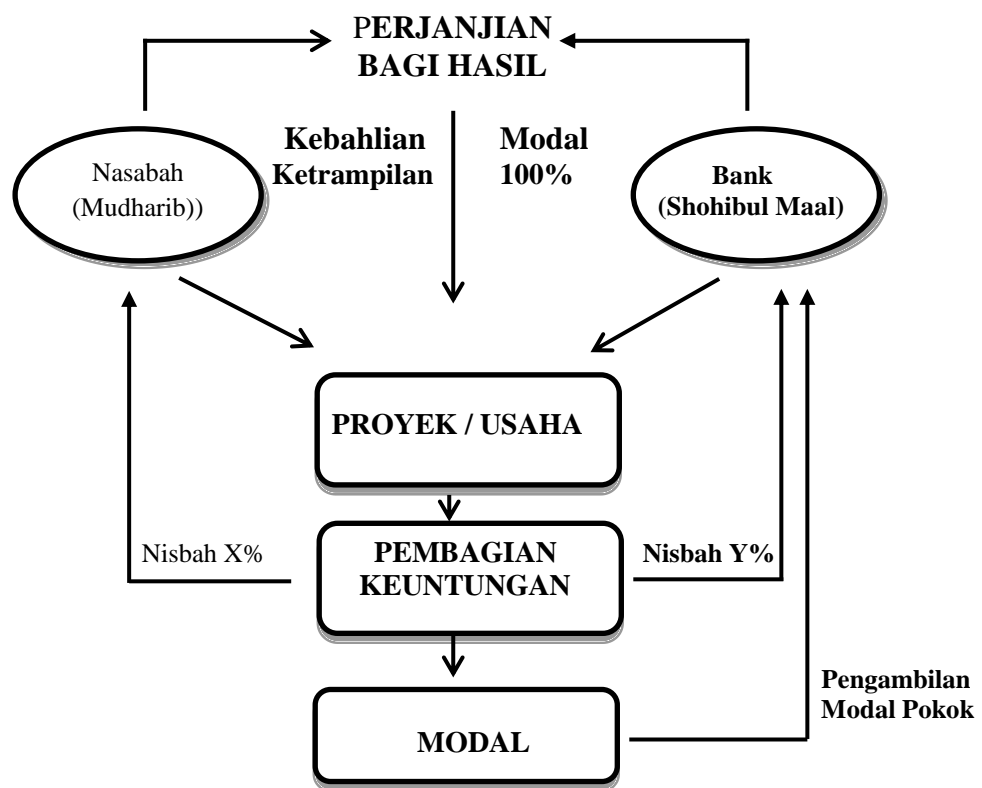 PERJANJIAN
BAGI HASIL
Kebahlian
Ketrampilan
Modal
100%
Nasabah
(Mudharib))
Bank
(Shohibul Maal)
PROYEK / USAHA
Nisbah X%
PEMBAGIAN
KEUNTUNGAN
Nisbah Y%
Pengambilan
Modal Pokok
MODAL